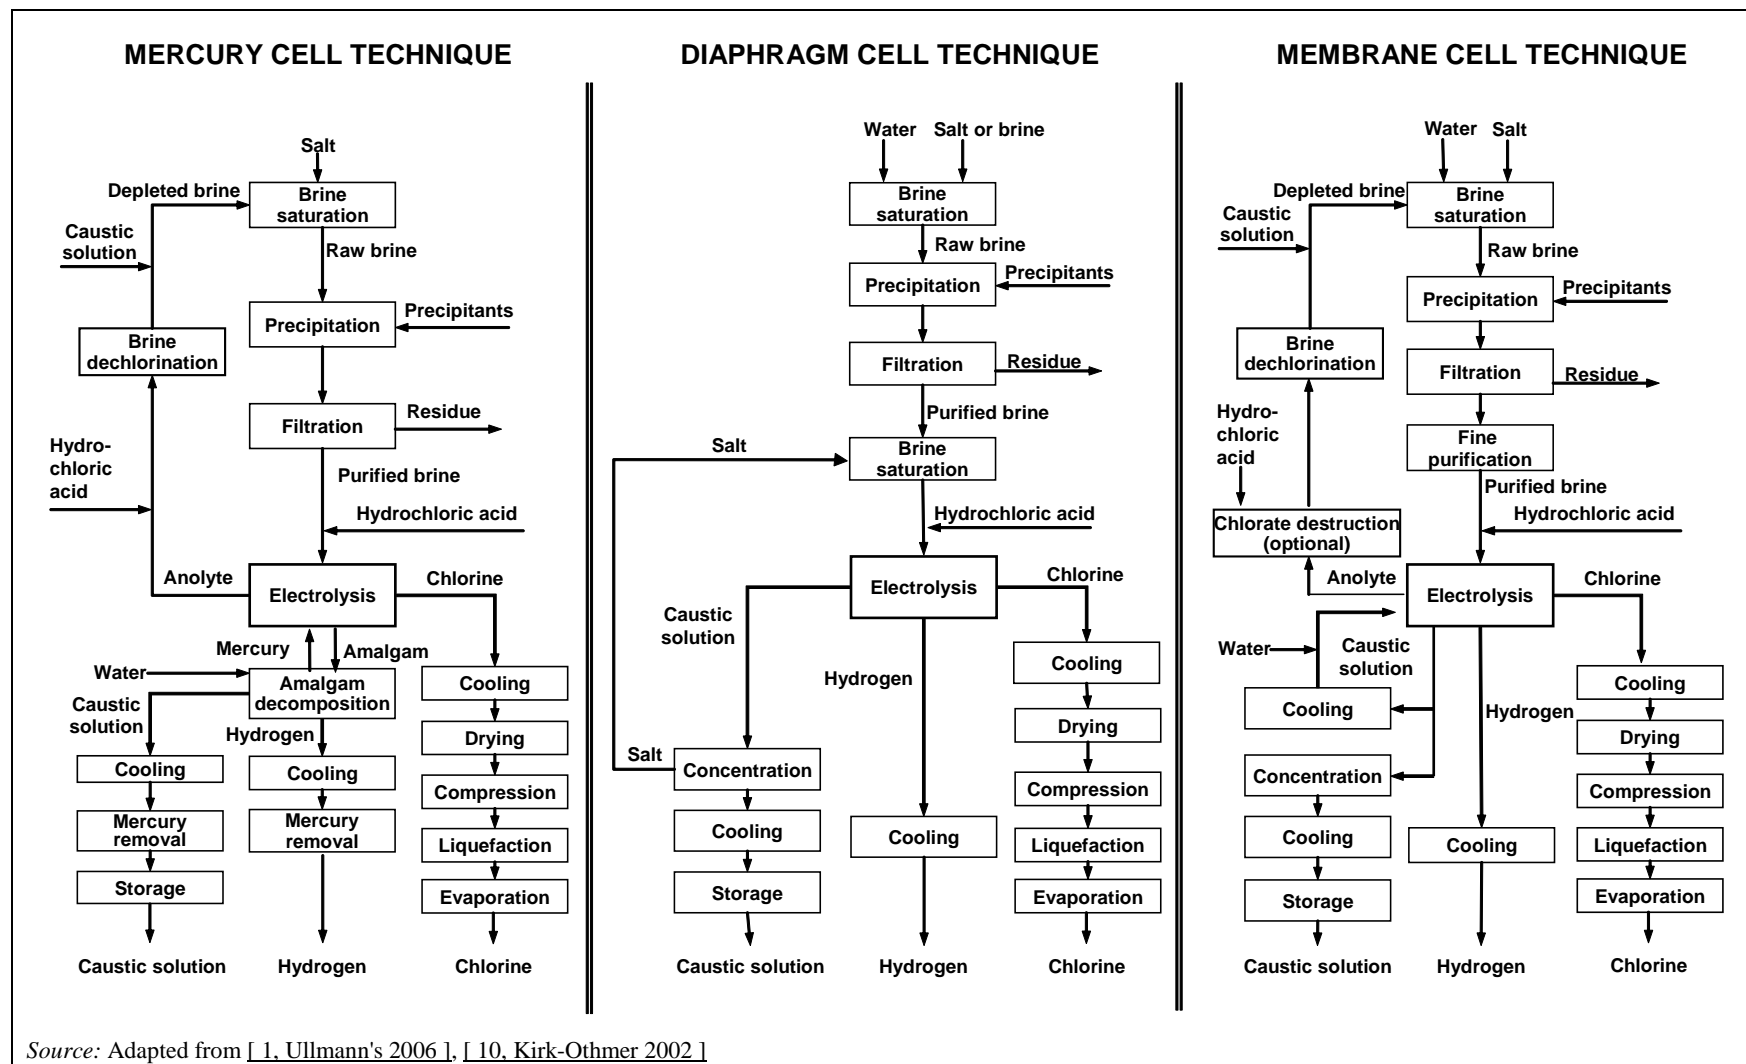 MERCURY CELL TECHNIQUE
Salt
Depleted brine
Brine
saturation
Caustic
solution
Raw brine
Precipitation
Precipitants
Brine
dechlorination
Filtration
Residue
Hydro-
chloric
acid
Purified brine
Hydrochloric acid
Anolyte
Electrolysis
Chlorine
Mercury
Amalgam
Water
Amalgam
decomposition
Caustic
solution
Hydrogen
Cooling
Mercury
removal
Storage
Cooling
Mercury
removal
Cooling
Drying
Compression
Liquefaction
Evaporation
Caustic solution
Hydrogen
Chlorine
DIAPHRAGM CELL TECHNIQUE
Water
Salt or brine
Brine
saturation
Raw brine
Precipitants
Precipitation
Filtration
Residue
Purified brine
Salt
Brine
saturation
Hydrochloric acid
Electrolysis
Chlorine
Caustic
solution
Hydrogen
Salt
Concentration
Cooling
Storage
Cooling
Cooling
Drying
Compression
Liquefaction
Evaporation
Caustic solution
Hydrogen
Chlorine
MEMBRANE CELL TECHNIQUE
Water
Salt
Depleted brine
Brine
saturation
Caustic
solution
Raw brine
Precipitants
Precipitation
Brine
dechlorination
Filtration
Residue
Hydro-
chloric
acid
Fine
purification
Purified brine
Hydrochloric acid
Chlorate destruction
(optional)
Anolyte
Electrolysis
Chlorine
Water
Caustic
solution
Cooling
Hydrogen
Concentration
Cooling
Storage
Cooling
Cooling
Drying
Compression
Liquefaction
Evaporation
Caustic solution
Hydrogen
Chlorine
Source: Adapted from [ 1, Ullmann's 2006 ], [ 10, Kirk-Othmer 2002 ]